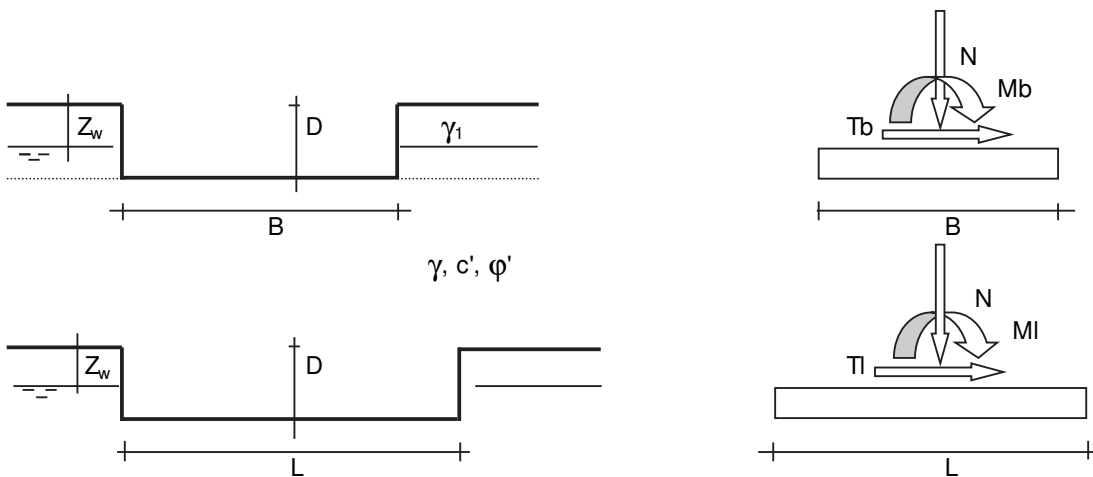 N
Mb
Zw D γ1 Tb
B B
γ, c', φ'
N
Ml
Zw D Tl
L L